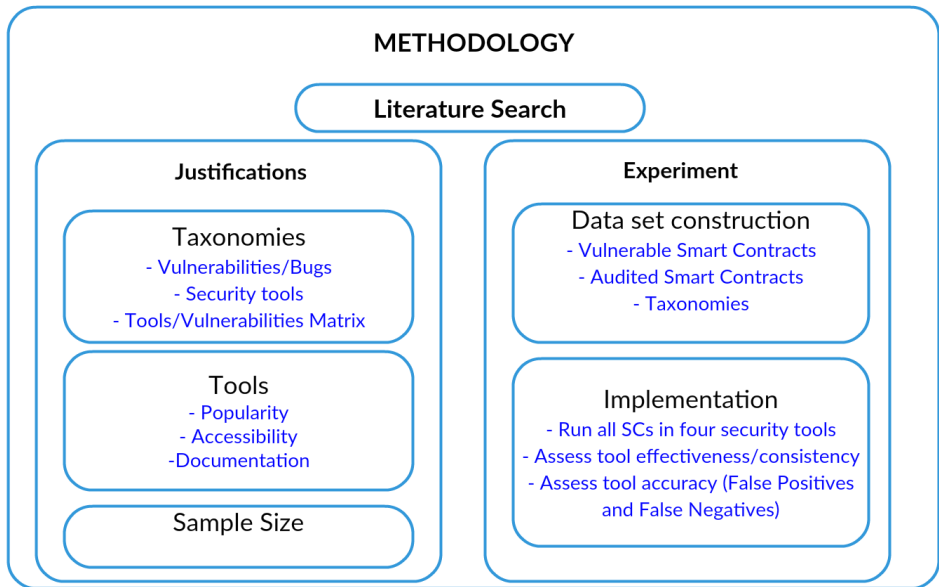 METHODOLOGY
Literature Search
Justifications
Taxonomies
- Vulnerabilities/Bugs
- Security tools
- Tools/Vulnerabilities Matrix
Tools
- Popularity
- Accessibility
-Documentation
Sample Size
Experiment
Data set construction
- Vulnerable Smart Contracts
- Audited Smart Contracts
- Taxonomies
Implementation
- Run all SCs in four security tools
- Assess tool effectiveness/consistency
- Assess tool accuracy (False Positives
and False Negatives)